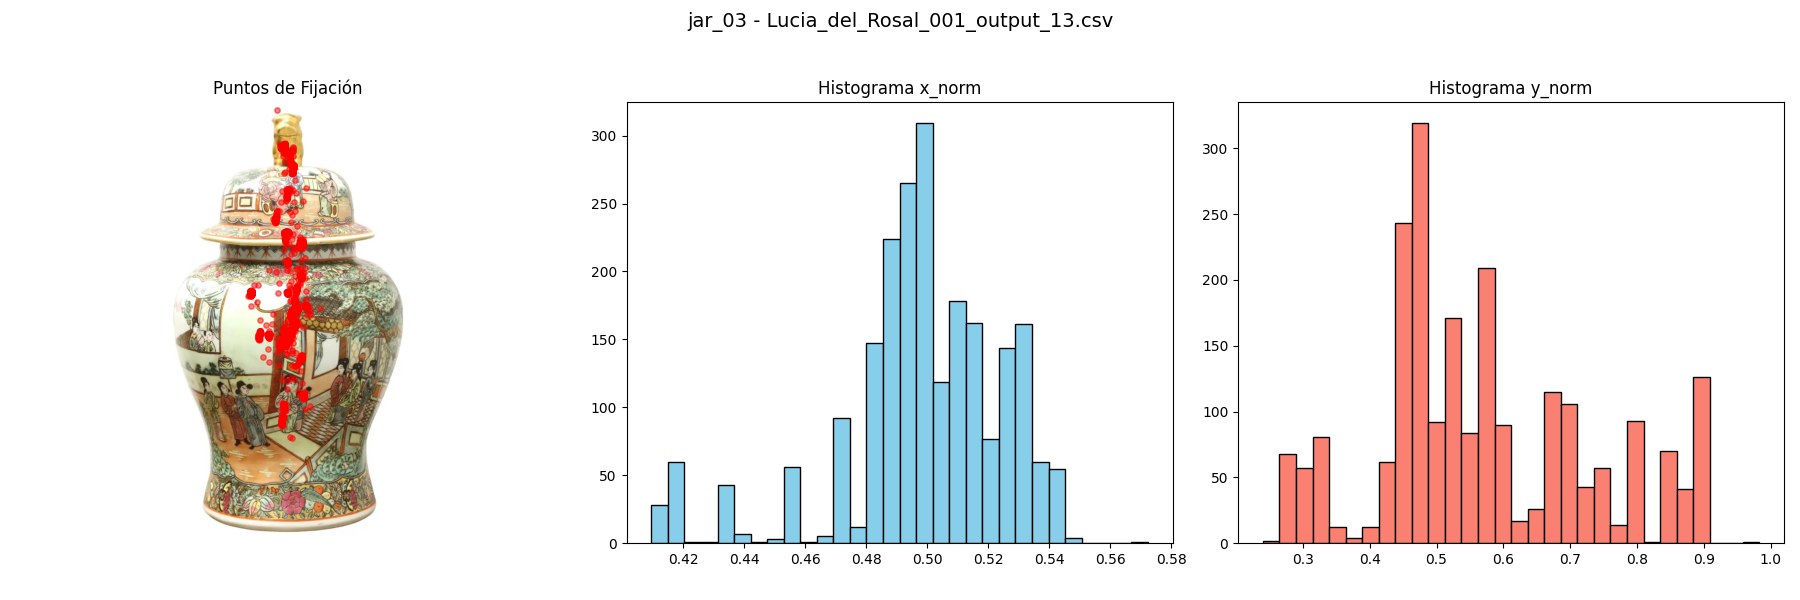 jar_03 - Lucia_del_Rosal_001_output_13.csv
Puntos de Fijación
Histograma x_norm
Histograma y_norm
300
250
200
150
100
50
0
0.42 0.44 0.46 0.48 0.50 0.52 0.54 0.56 0.58
300
250
200
150
100
50
0
0.3 0.4 0.5 0.6 0.7 0.8 0.9 1.0